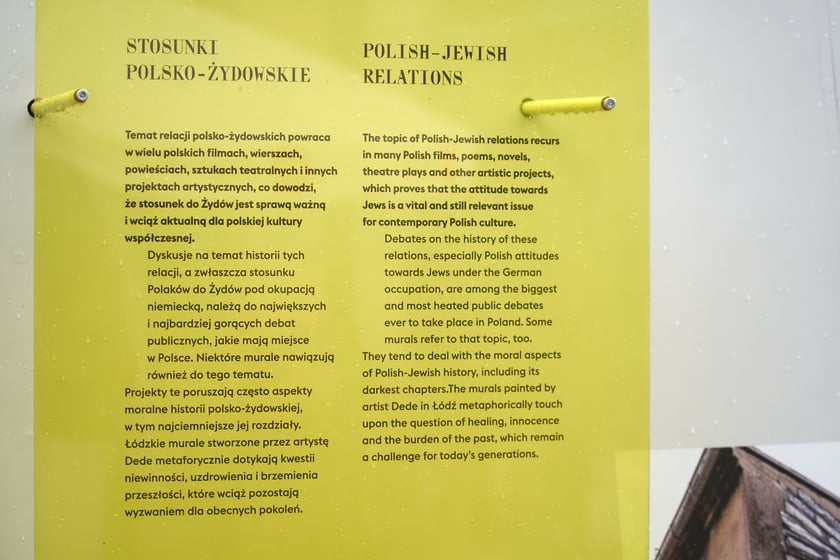 STOSUNKI
POLSKO-ŻYDOWSKIE
Temat relacji polsko-żydowskich powraca
w wielu polskich filmach, wierszach,
powieściach, sztukach teatralnych i innych
projektach artystycznych, co dowodzi,
że stosunek do Żydów jest sprawą ważną
i wciąż aktualną dla polskiej kultury
współczesnej.
Dyskusje na temat historii tych
relacji, a zwłaszcza stosunku
Polaków do Żydów pod okupacją
niemiecką, należą do największych
i najbardziej gorących debat
publicznych, jakie mają miejsce
w Polsce. Niektóre murale nawiązują
również do tego tematu.
Projekty te poruszają często aspekty
moralne historii polsko-żydowskiej,
w tym najciemniejsze jej rozdziały.
Łódzkie murale stworzone przez artystę
Dede metaforycznie dotykają kwestii
niewinności, uzdrowienia i brzemienia
przeszłości, które wciąż pozostają
wyzwaniem dla obecnych pokoleń.
POLISH-JEWISH
RELATIONS
The topic of Polish-Jewish relations recurs
in many Polish films, poems, novels,
theatre plays and other artistic projects,
which proves that the attitude towards
Jews is a vital and still relevant issue
for contemporary Polish culture.
Debates on the history of these
relations, especially Polish attitudes
towards Jews under the German
occupation, are among the biggest
and most heated public debates
ever to take place in Poland. Some
murals refer to that topic, too.
They tend to deal with the moral aspects
of Polish-Jewish history, including its
darkest chapters.The murals painted by
artist Dede in Łódź metaphorically touch
upon the question of healing, innocence
and the burden of the past, which remain
a challenge for today's generations.